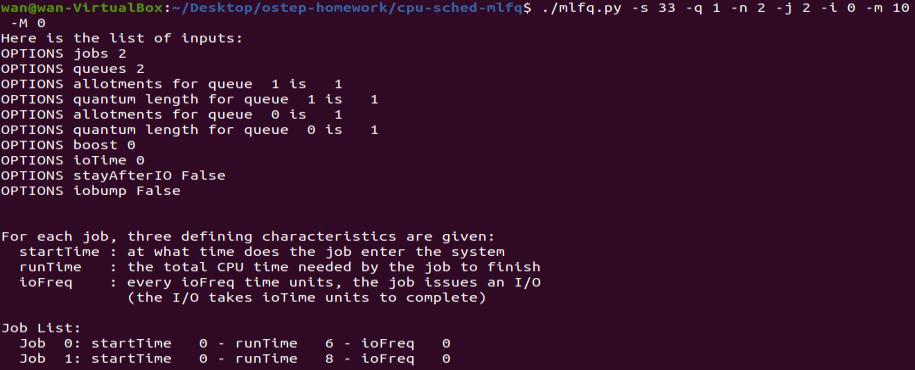 wan@wan-VirtualBox:~/Desktop/ostep-homework/cpu-sched-mlfq$ ./mlfq.py -s 33 -q 1 -n 2 -j 2 -i 0 -m 10
 -M 0
Here is the list of inputs:
OPTIONS jobs 2
OPTIONS queues 2
OPTIONS allotments for queue  1 is   1
OPTIONS quantum length for queue  1 is   1
OPTIONS allotments for queue  0 is   1
OPTIONS quantum length for queue  0 is   1
OPTIONS boost 0
OPTIONS ioTime 0
OPTIONS stayAfterIO False
OPTIONS iobump False
For each job, three defining characteristics are given:
  startTime : at what time does the job enter the system
  runTime   : the total CPU time needed by the job to finish
  ioFreq    : every ioFreq time units, the job issues an I/O
              (the I/O takes ioTime units to complete)
Job List:
  Job  0: startTime   0 - runTime   6 - ioFreq   0
  Job  1: startTime   0 - runTime   8 - ioFreq   0